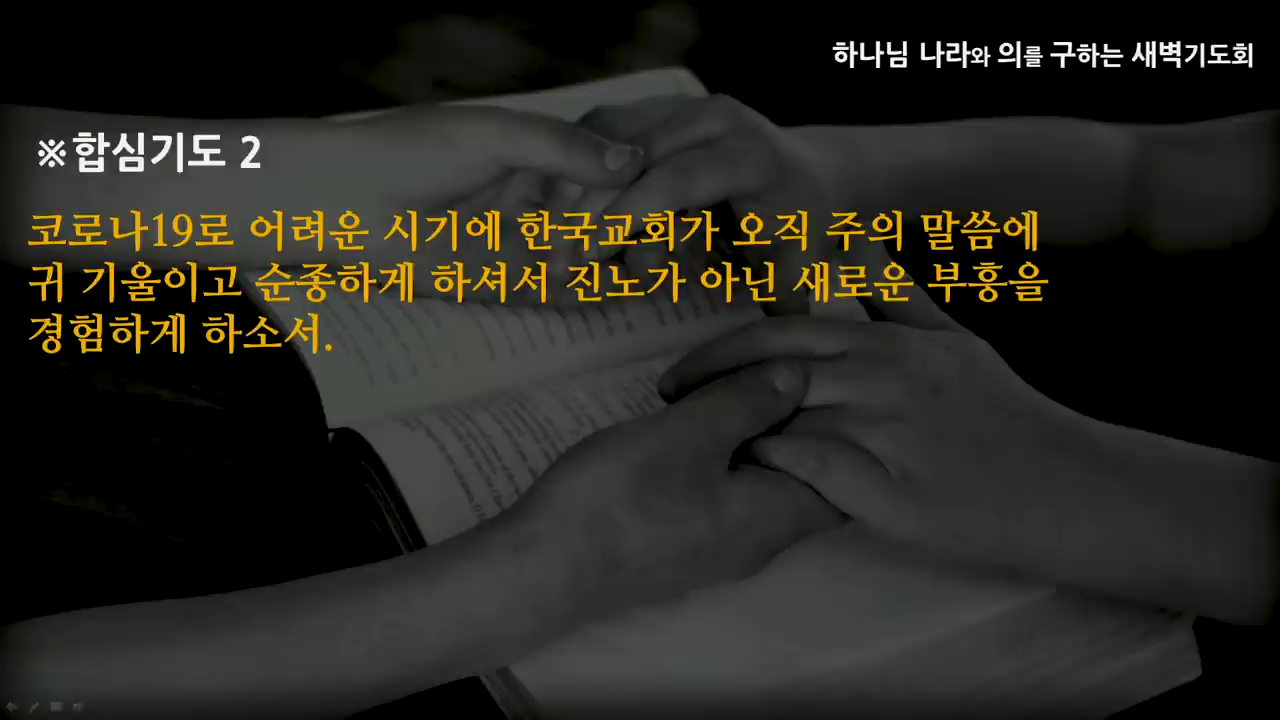 하나님 나라와 의를 구하는 새벽기도회
※합심기도 2
코로나19로 어려운 시기에 한국교회가 오직 주의 말씀에
귀 기울이고 순종하게 하셔서 진노가 아닌 새로운 부흥을
경험하게 하소서.